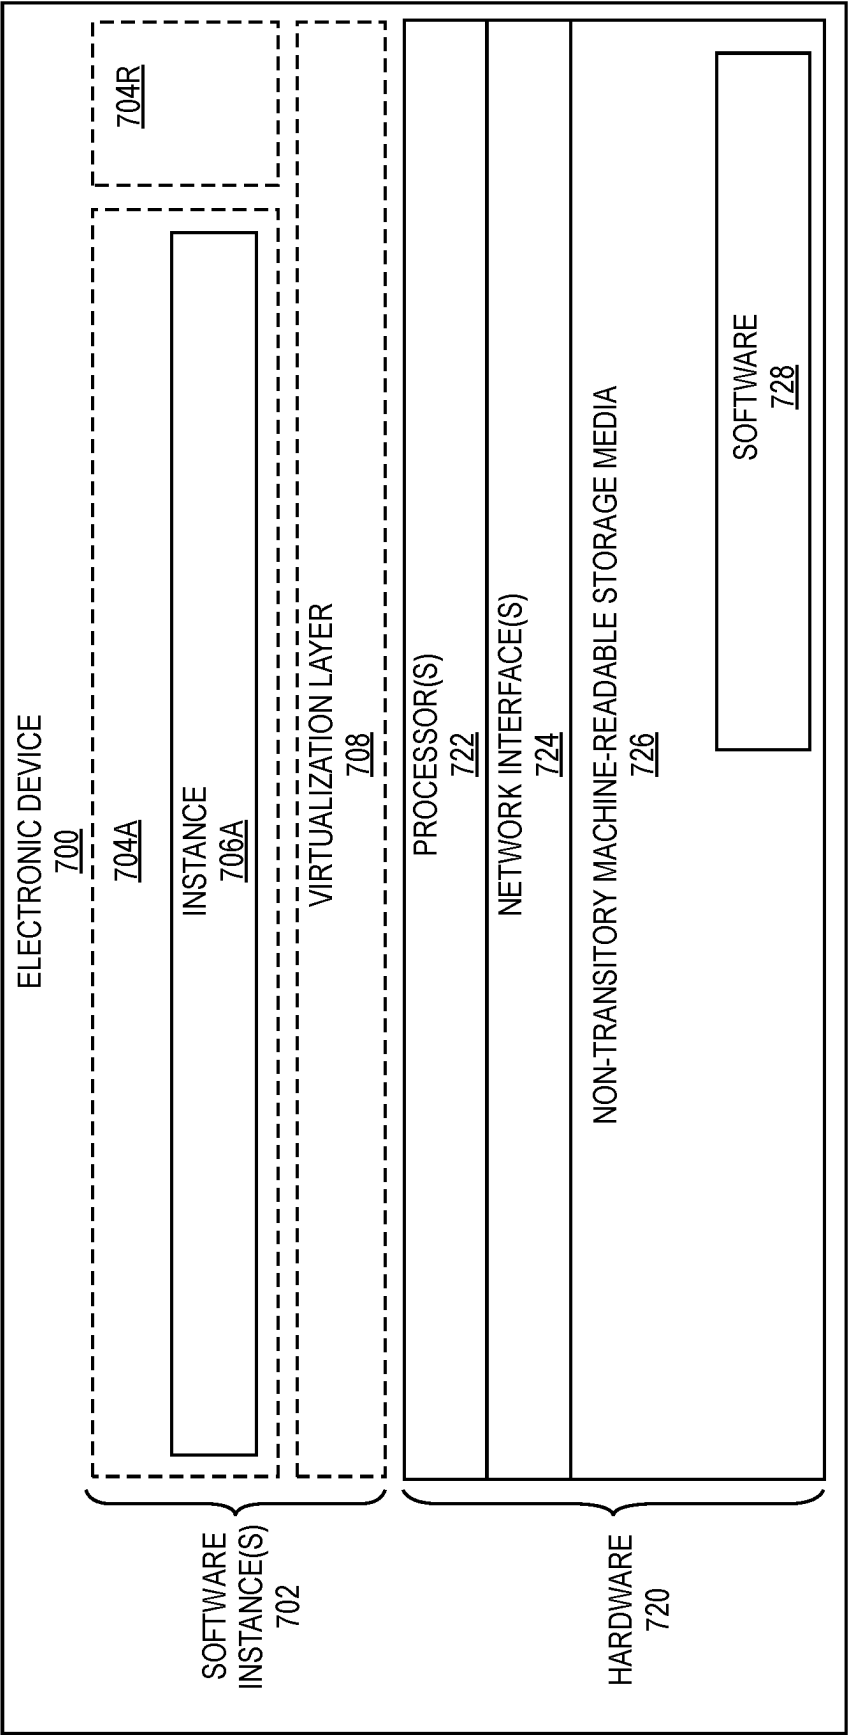 ELECTRONIC DEVICE
700
704A
704R
INSTANCE
706A
SOFTWARE
INSTANCE(S)
702
VIRTUALIZATION LAYER
708
PROCESSOR(S)
722
NETWORK INTERFACE(S)
724
NON-TRANSITORY MACHINE-READABLE STORAGE MEDIA
726
HARDWARE
720
SOFTWARE
728